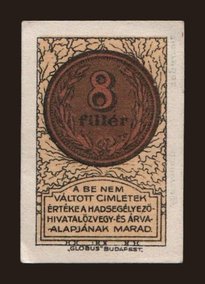 8
fillér
A BE NEM
VÁLTOTT CIMLETEK
ÉRTÉKE A HADSEGÉLYEZŐ
HIVATAL ÖZVEGY-ÉS ÁRVA-
ALAPJÁNAK MARAD.
"GLOBUS" BUDAPEST.